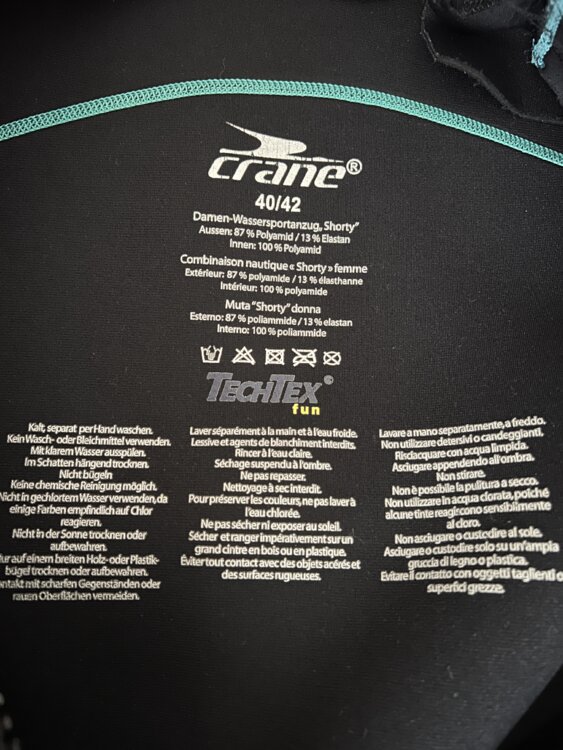 crane®
40/42
Damen-Wassersportanzug „Shorty”
Aussen: 87 % Polyamid / 13 % Elastan
Innen: 100 % Polyamid
Combinaison nautique « Shorty » femme
Extérieur: 87 % polyamide / 13 % élasthanne
Intérieur: 100 % polyamide
Muta “Shorty” donna
Esterno: 87 % poliammide / 13 % elastan
Interno: 100 % poliammide
TECHTEX®
fun
Kalt, separat per Hand waschen.
Kein Wasch- oder Bleichmittel verwenden.
Mit klarem Wasser ausspülen.
Im Schatten hängend trocknen.
Nicht bügeln
Keine chemische Reinigung möglich.
Nicht in gechlortem Wasser verwenden, da
einige Farben empfindlich auf Chlor
reagieren.
Nicht in der Sonne trocknen oder
aufbewahren.
auf einem breiten Holz- oder Plastik-
bügel trocknen oder aufbewahren.
mit scharfen Gegenständen oder
rauen Oberflächen vermeiden.
Laver séparément à la main et à l'eau froide.
Lessive et agents de blanchiment interdits.
Rincer à l'eau claire.
Séchage suspendu à l'ombre.
Ne pas repasser.
Nettoyage à sec interdit.
Pour préserver les couleurs, ne pas laver à
l'eau chlorée.
Ne pas sécher ni exposer au soleil.
Sécher et ranger impérativement sur un
grand cintre en bois ou en plastique.
Éviter tout contact avec des objets acérés et
des surfaces rugueuses.
Lavare a mano separatamente, a freddo.
Non utilizzare detersivi o candeggianti.
Risciacquare con acqua limpida.
Asciugare appendendo all'ombra.
Non stirare.
Non è possibile la pulitura a secco.
Non utilizzare in acqua clorata, poiché
alcune tinte reagiscono sensibilmente
al cloro.
Non asciugare o custodire al sole.
Asciugare o custodire solo su un'ampia
gruccia di legno o plastica.
Evitare il contatto con oggetti taglienti o
superfici grezze.